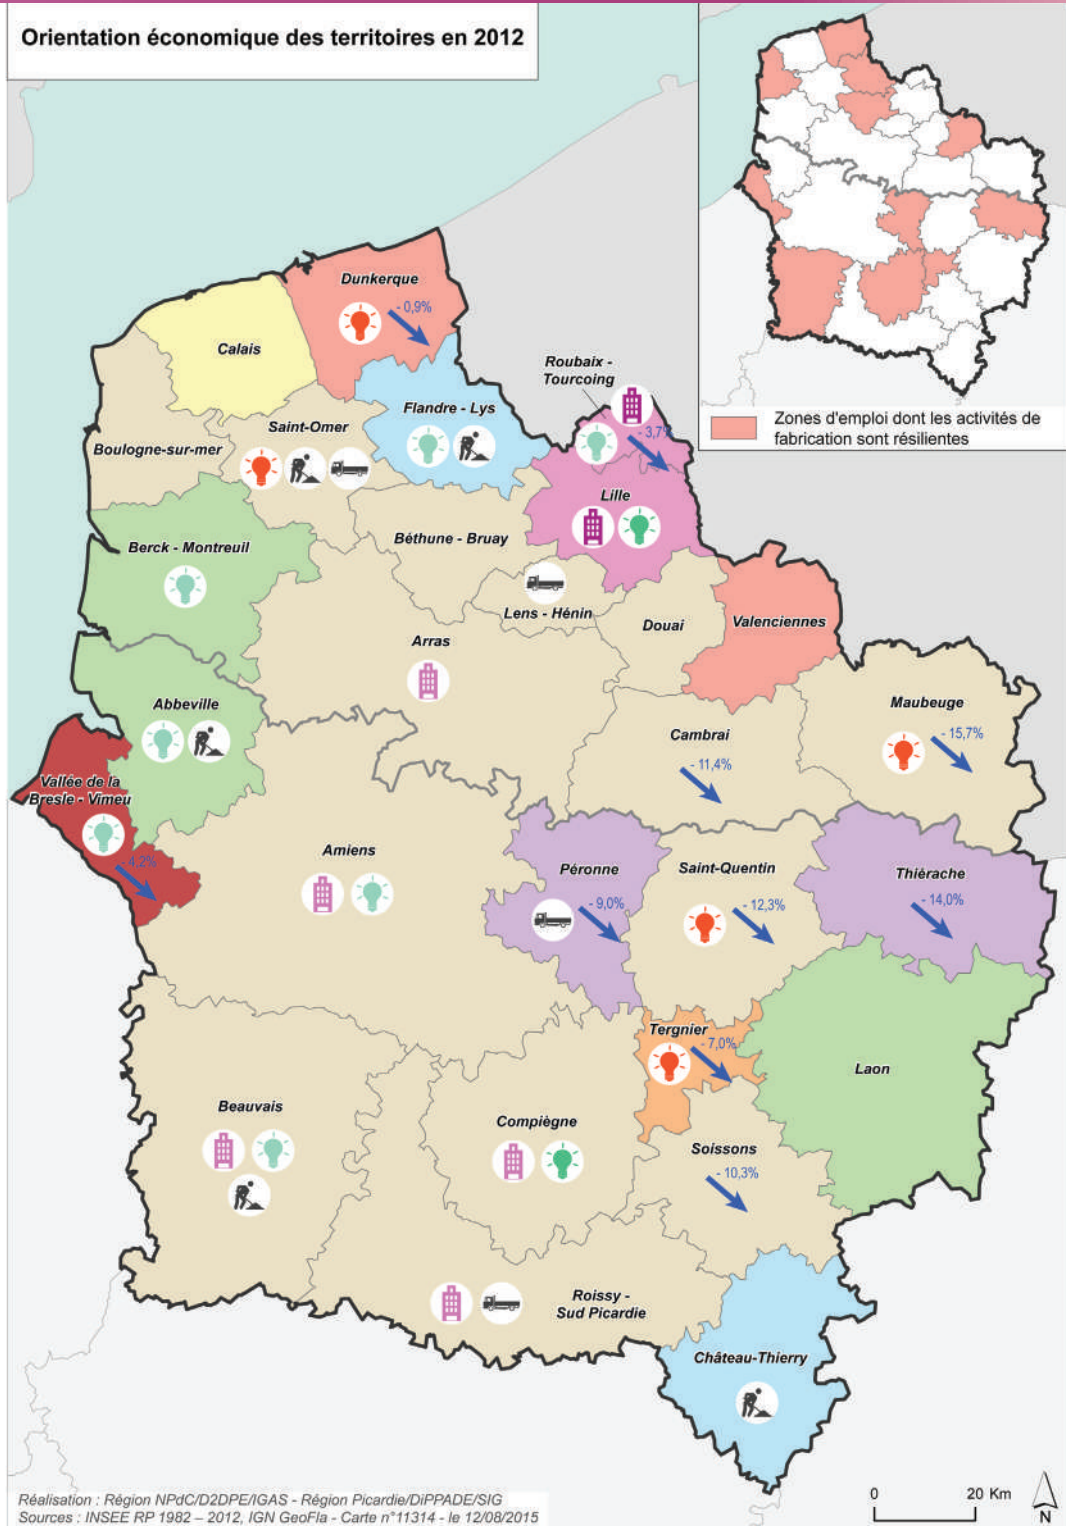 Orientation économique des territoires en 2012
Zones d'emploi dont les activités de
fabrication sont résilientes
Dunkerque
- 0,9%
Calais
Roubaix -
Tourcoing
- 3,7%
Flandre - Lys
Saint-Omer
Boulogne-sur-mer
Lille
Béthune - Bruay
Berck - Montreuil
Lens - Hénin
Douai
Valenciennes
Arras
Abbeville
Maubeuge
- 15,7%
Cambrai
- 11,4%
Vallée de la
Bresle - Vimeu
- 4,2%
Amiens
Péronne
- 9,0%
Saint-Quentin
- 12,3%
Thiérache
- 14,0%
Tergnier
- 7,0%
Laon
Beauvais
Compiègne
Soissons
- 10,3%
Roissy -
Sud Picardie
Château-Thierry
Réalisation : Région NPdC/D2DPE/IGAS - Région Picardie/DiPPADE/SIG
Sources : INSEE RP 1982 – 2012, IGN GeoFla - Carte n°11314 - le 12/08/2015
0 20 Km
N